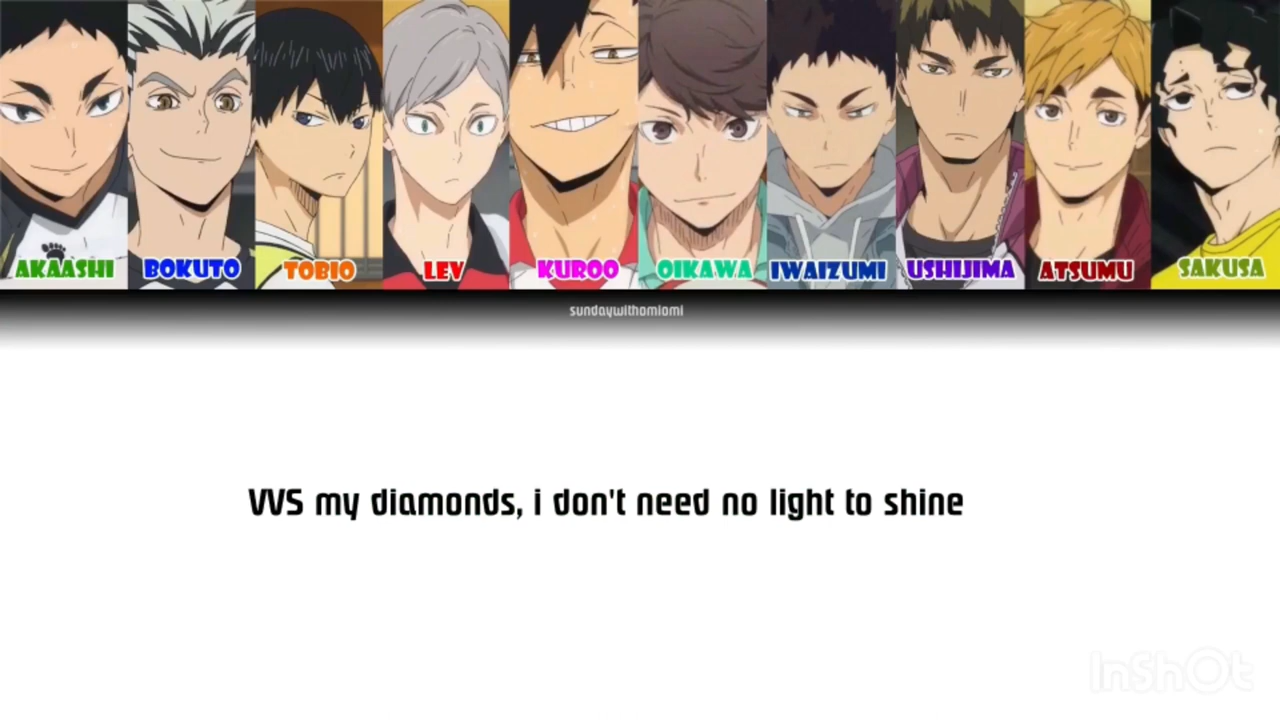 AKAASHI BOKUTO TOBIO LEV KUROO OIKAWA IWAIZUMI USHIJIMA ATSUMU SAKUSA
sundaywithomiomi
VVS my diamonds, i don't need no light to shine
InShOt